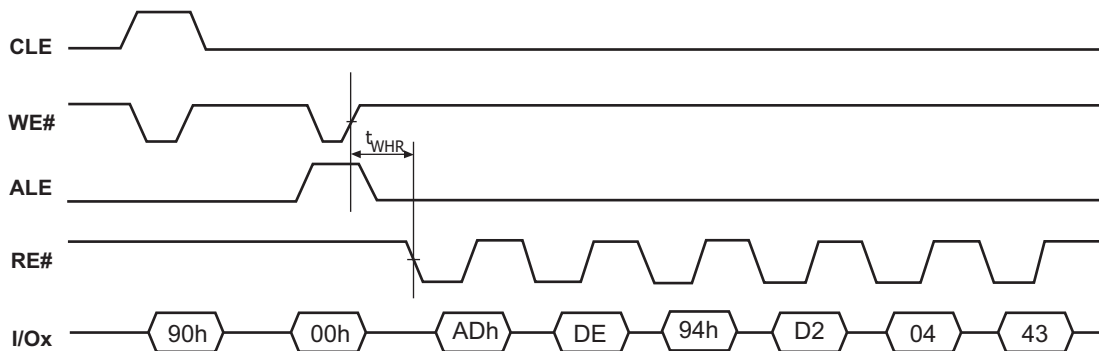 CLE
WE#
tWHR
ALE
RE#
I/Ox 90h 00h ADh DE 94h D2 04 43